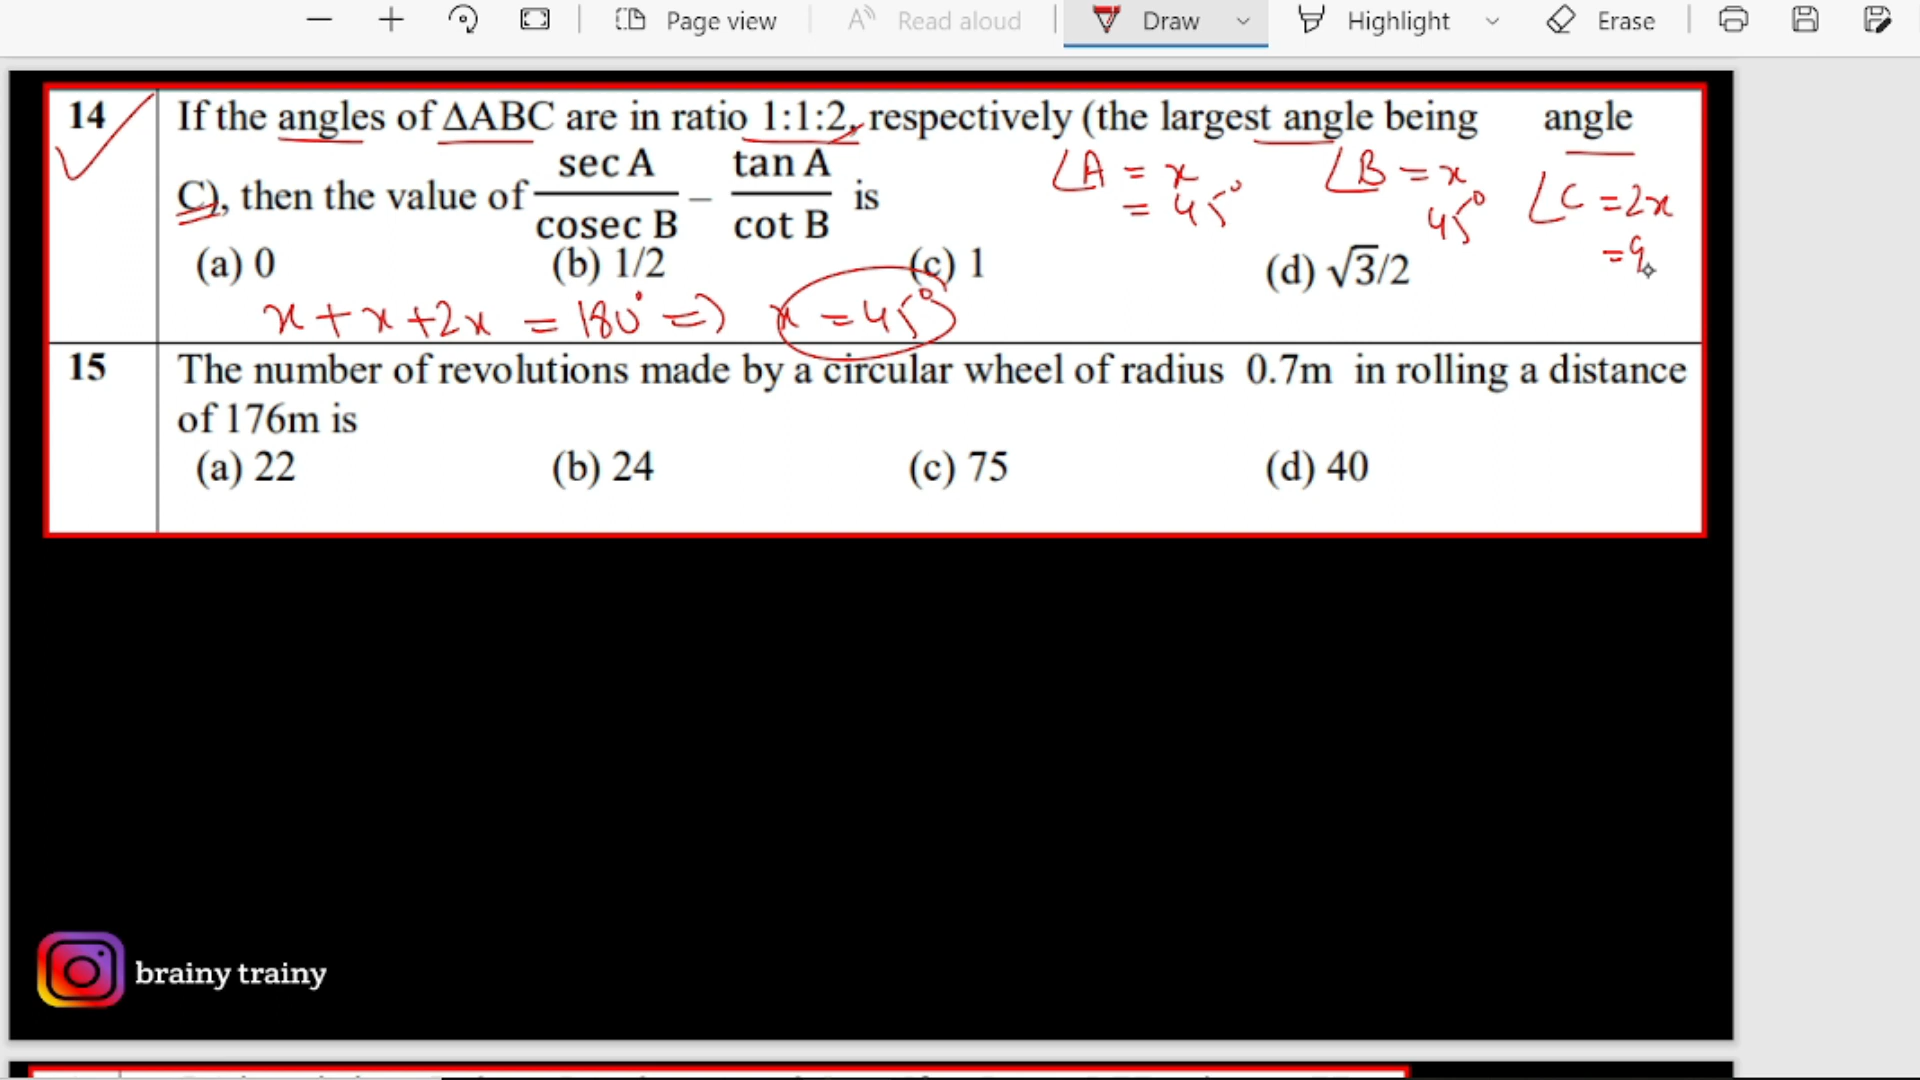 Page view Read aloud Draw Highlight Erase
14 If the angles of ΔABC are in ratio 1:1:2, respectively (the largest angle being angle
C), then the value of sec A / cosec B − tan A / cot B is
∠A = x
= 45°
∠B = x
45°
∠C = 2x
= 9
(a) 0 (b) 1/2 (c) 1 (d) √3/2
x + x + 2x = 180° ⇒ x = 45°
15 The number of revolutions made by a circular wheel of radius 0.7m in rolling a distance
of 176m is
(a) 22 (b) 24 (c) 75 (d) 40
brainy trainy